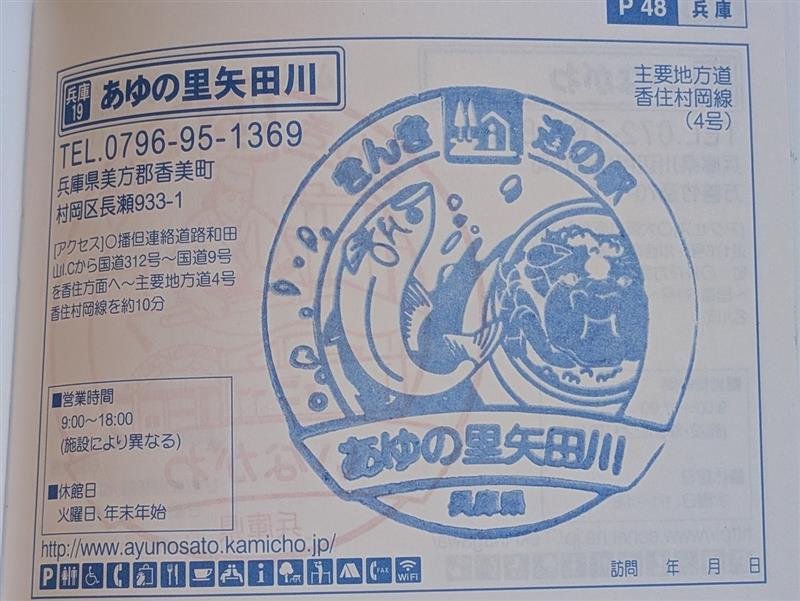 P 48 兵庫
兵庫
19
あゆの里矢田川
TEL.0796-95-1369
兵庫県美方郡香美町
村岡区長瀬933-1
[アクセス]〇播但連絡道路和田
山I.Cから国道312号～国道9号
を香住方面へ～主要地方道4号
香住村岡線を約10分
主要地方道
香住村岡線
(4号)
きんき 道の駅
あゆの里矢田川
兵庫県
■営業時間
9:00～18:00
(施設により異なる)
■休館日
火曜日、年末年始
http://www.ayunosato.kamicho.jp/
P
i
FAX
WiFi
訪問 年 月 日